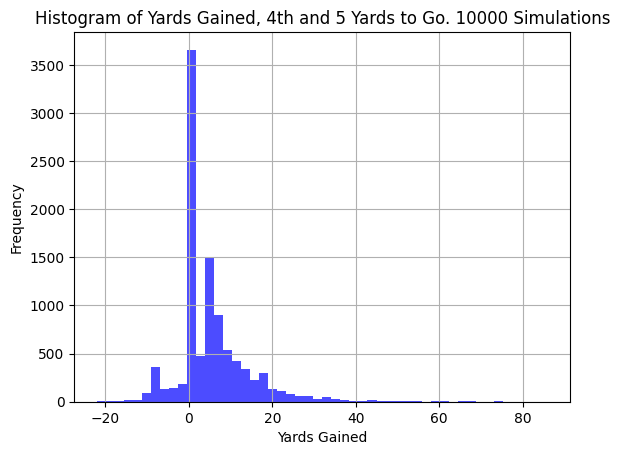 Histogram of Yards Gained, 4th and 5 Yards to Go. 10000 Simulations
3500
3000
2500
2000
1500
1000
500
0
Frequency
−20 0 20 40 60 80
Yards Gained